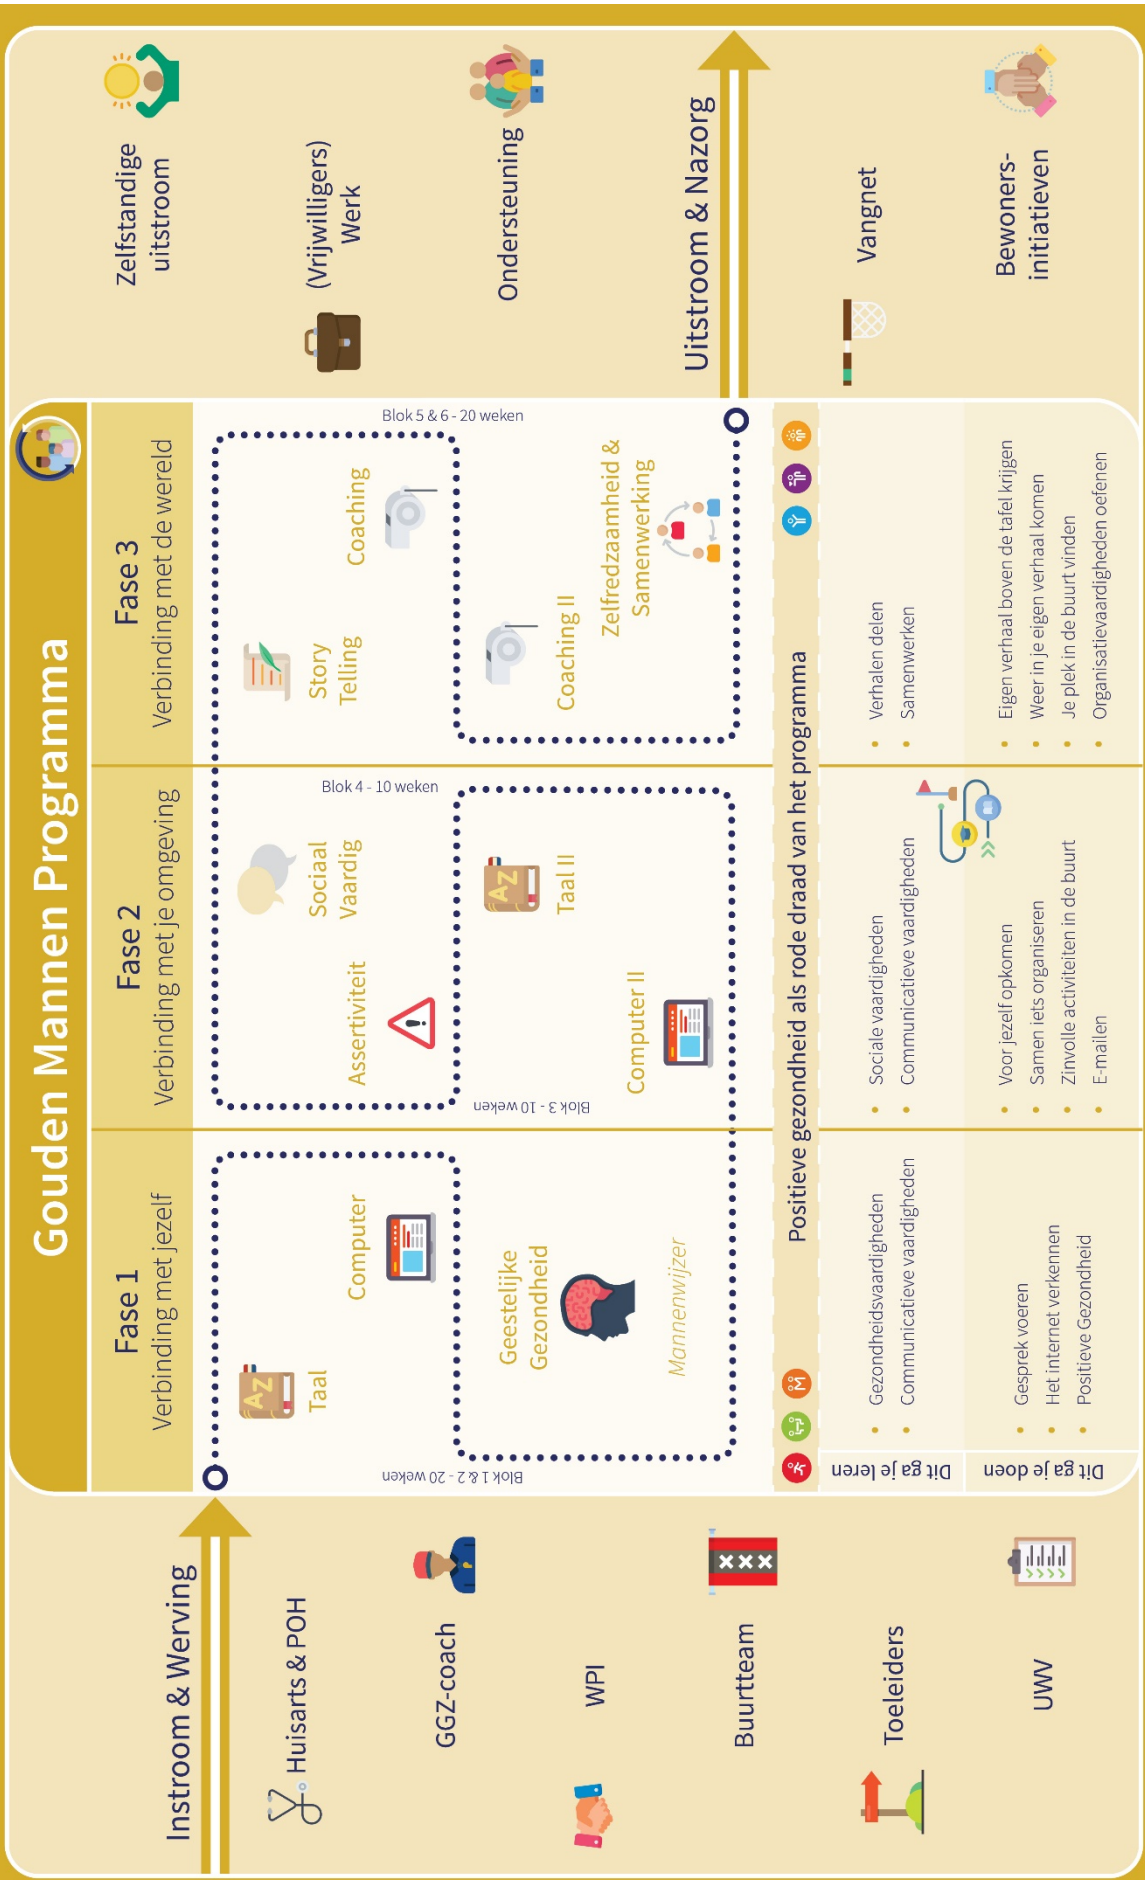 Gouden Mannen Programma
Instroom & Werving
Huisarts & POH
GGZ-coach
WPI
Buurtteam
Toeleiders
UWV
Fase 1
Verbinding met jezelf
Blok 1 & 2 - 20 weken
AZ
Taal
Computer
Geestelijke
Gezondheid
Mannenwijzer
Fase 2
Verbinding met je omgeving
Blok 3 - 10 weken
Assertiviteit
Sociaal
Vaardig
Computer II
AZ
Taal II
Blok 4 - 10 weken
Fase 3
Verbinding met de wereld
Story
Telling
Coaching
Coaching II
Zelfredzaamheid &
Samenwerking
Blok 5 & 6 - 20 weken
Positieve gezondheid als rode draad van het programma
Dit ga je leren
• Gezondheidsvaardigheden
• Communicatieve vaardigheden
• Sociale vaardigheden
• Communicatieve vaardigheden
• Verhalen delen
• Samenwerken
Dit ga je doen
• Gesprek voeren
• Het internet verkennen
• Positieve Gezondheid
• Voor jezelf opkomen
• Samen iets organiseren
• Zinvolle activiteiten in de buurt
• E-mailen
• Eigen verhaal boven de tafel krijgen
• Weer in je eigen verhaal komen
• Je plek in de buurt vinden
• Organisatievaardigheden oefenen
Zelfstandige
uitstroom
(Vrijwilligers)
Werk
Ondersteuning
Uitstroom & Nazorg
Vangnet
Bewoners-
initiatieven